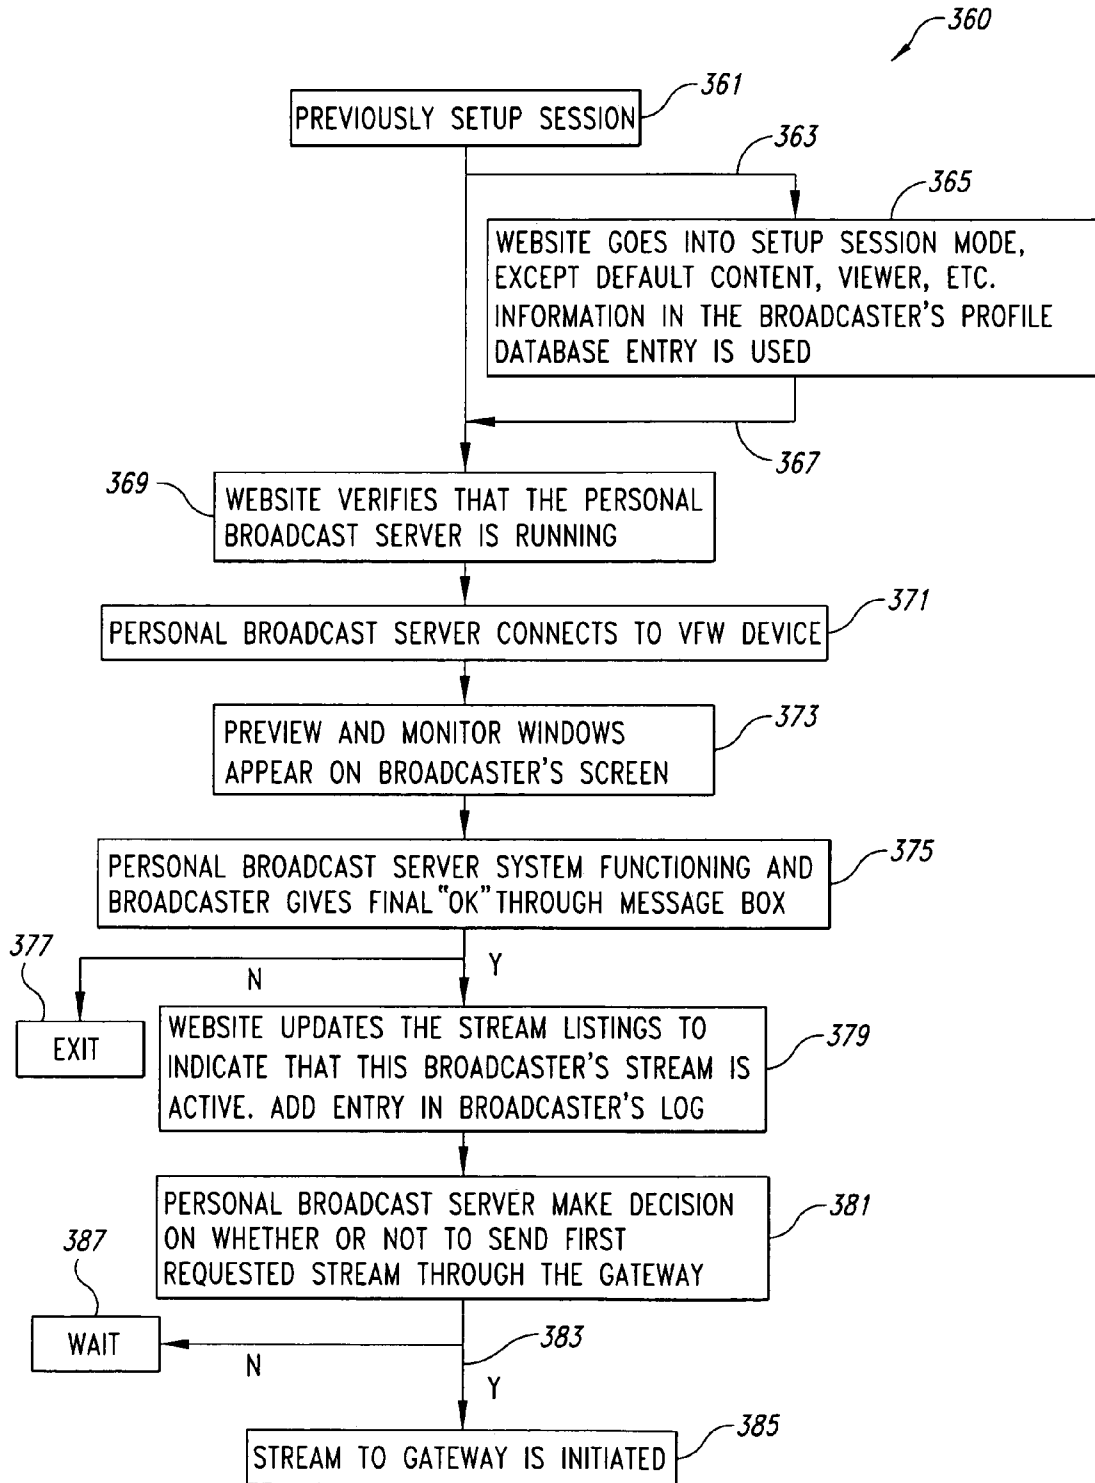 360
361
PREVIOUSLY SETUP SESSION
363
365
WEBSITE GOES INTO SETUP SESSION MODE,
EXCEPT DEFAULT CONTENT, VIEWER, ETC.
INFORMATION IN THE BROADCASTER'S PROFILE
DATABASE ENTRY IS USED
367
369
WEBSITE VERIFIES THAT THE PERSONAL
BROADCAST SERVER IS RUNNING
371
PERSONAL BROADCAST SERVER CONNECTS TO VFW DEVICE
373
PREVIEW AND MONITOR WINDOWS
APPEAR ON BROADCASTER'S SCREEN
375
PERSONAL BROADCAST SERVER SYSTEM FUNCTIONING AND
BROADCASTER GIVES FINAL "OK" THROUGH MESSAGE BOX
377
N
Y
EXIT
379
WEBSITE UPDATES THE STREAM LISTINGS TO
INDICATE THAT THIS BROADCASTER'S STREAM IS
ACTIVE. ADD ENTRY IN BROADCASTER'S LOG
381
PERSONAL BROADCAST SERVER MAKE DECISION
ON WHETHER OR NOT TO SEND FIRST
REQUESTED STREAM THROUGH THE GATEWAY
387
WAIT
383
N
Y
385
STREAM TO GATEWAY IS INITIATED